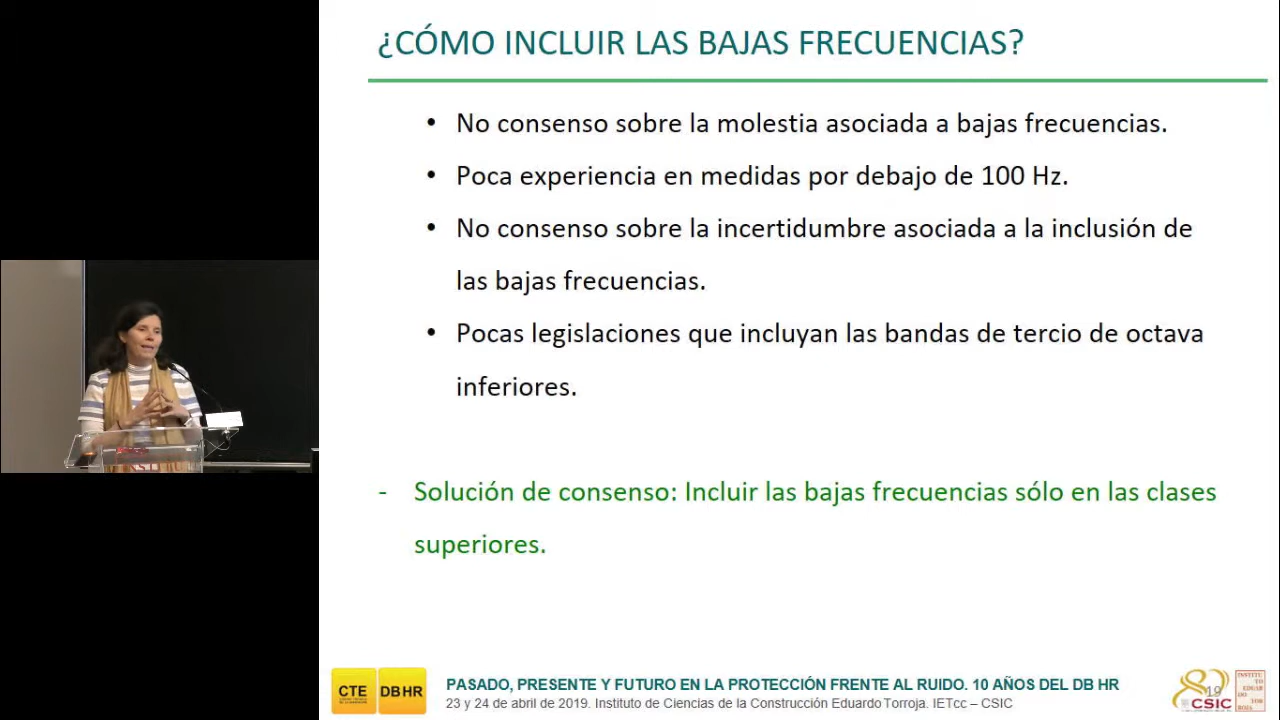 ¿CÓMO INCLUIR LAS BAJAS FRECUENCIAS?
• No consenso sobre la molestia asociada a bajas frecuencias.
• Poca experiencia en medidas por debajo de 100 Hz.
• No consenso sobre la incertidumbre asociada a la inclusión de
las bajas frecuencias.
• Pocas legislaciones que incluyan las bandas de tercio de octava
inferiores.
- Solución de consenso: Incluir las bajas frecuencias sólo en las clases
superiores.
CTE DB HR
PASADO, PRESENTE Y FUTURO EN LA PROTECCIÓN FRENTE AL RUIDO. 10 AÑOS DEL DB HR
23 y 24 de abril de 2019. Instituto de Ciencias de la Construcción Eduardo Torroja. IETcc – CSIC
19
CSIC